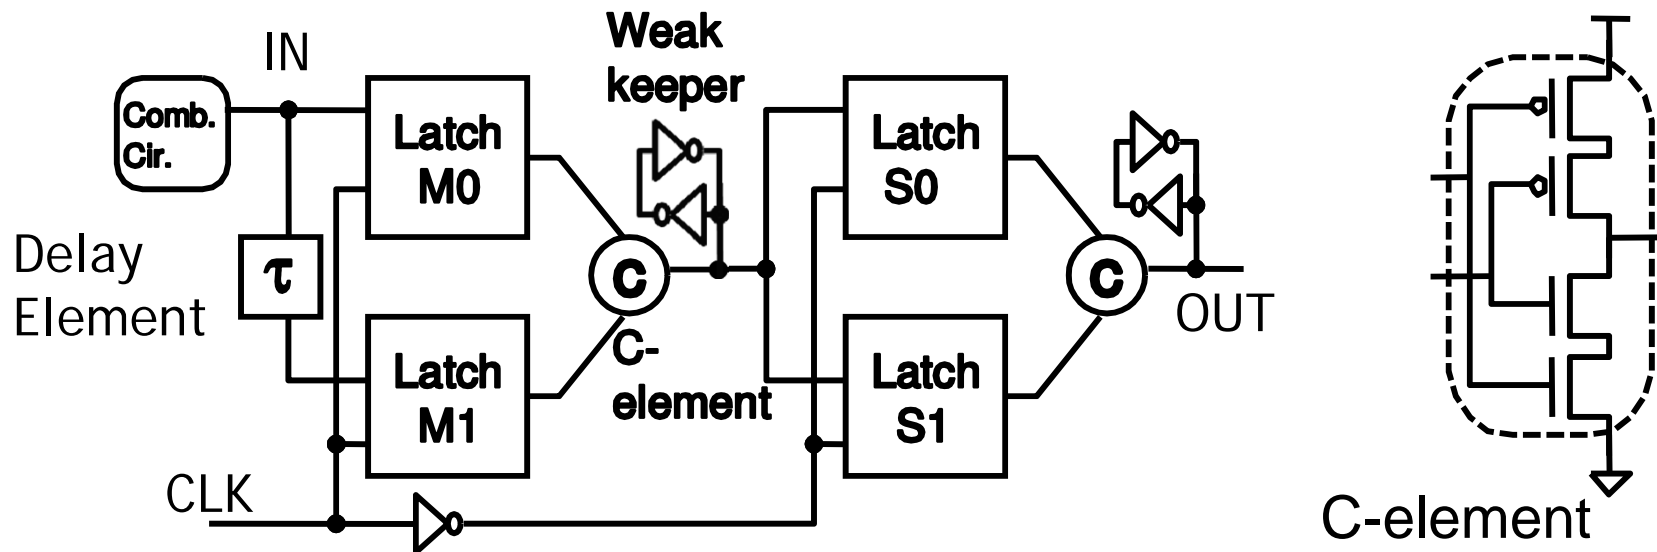 IN
Comb.
Cir.
Delay
Element
τ
CLK
Latch
M0
Latch
M1
Weak
keeper
C
C-
element
Latch
S0
Latch
S1
C
OUT
C-element